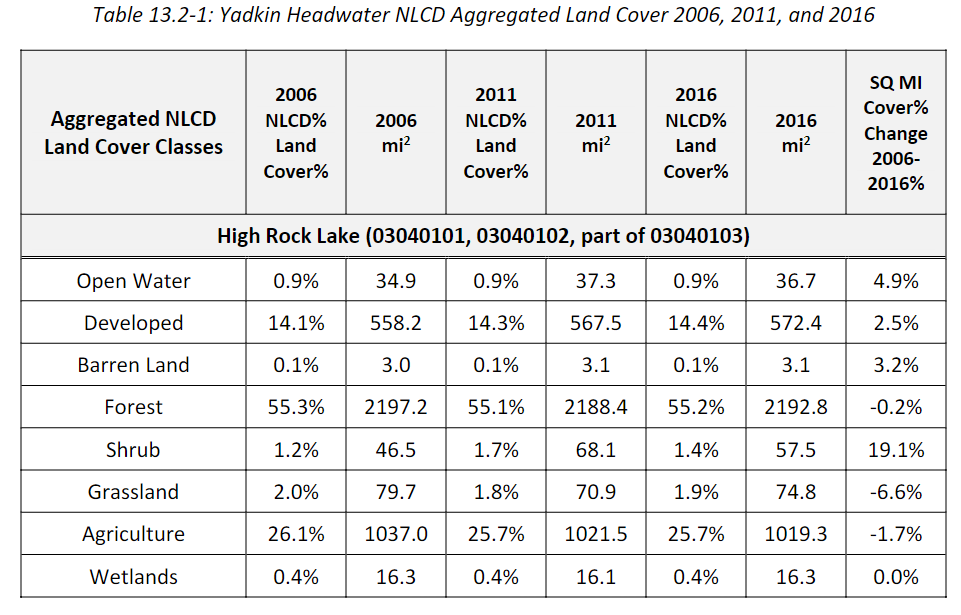 Table 13.2-1: Yadkin Headwater NLCD Aggregated Land Cover 2006, 2011, and 2016
Aggregated NLCD Land Cover Classes | 2006 NLCD% Land Cover% | 2006 mi² | 2011 NLCD% Land Cover% | 2011 mi² | 2016 NLCD% Land Cover% | 2016 mi² | SQ MI Cover% Change 2006-2016%
High Rock Lake (03040101, 03040102, part of 03040103)
Open Water | 0.9% | 34.9 | 0.9% | 37.3 | 0.9% | 36.7 | 4.9%
Developed | 14.1% | 558.2 | 14.3% | 567.5 | 14.4% | 572.4 | 2.5%
Barren Land | 0.1% | 3.0 | 0.1% | 3.1 | 0.1% | 3.1 | 3.2%
Forest | 55.3% | 2197.2 | 55.1% | 2188.4 | 55.2% | 2192.8 | -0.2%
Shrub | 1.2% | 46.5 | 1.7% | 68.1 | 1.4% | 57.5 | 19.1%
Grassland | 2.0% | 79.7 | 1.8% | 70.9 | 1.9% | 74.8 | -6.6%
Agriculture | 26.1% | 1037.0 | 25.7% | 1021.5 | 25.7% | 1019.3 | -1.7%
Wetlands | 0.4% | 16.3 | 0.4% | 16.1 | 0.4% | 16.3 | 0.0%